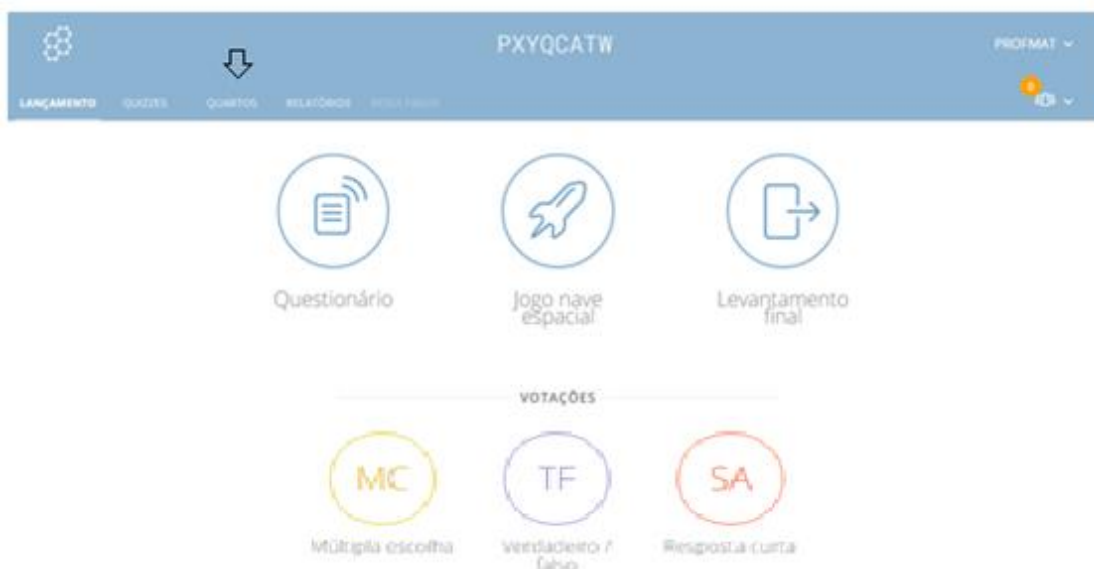 PXYQCATW
PROFMAT
LANÇAMENTO QUIZZES QUARTOS RELATÓRIOS
0
Questionário
Jogo nave
espacial
Levantamento
final
VOTAÇÕES
MC
TF
SA
Múltipla escolha
Verdadeiro /
falso
Resposta curta